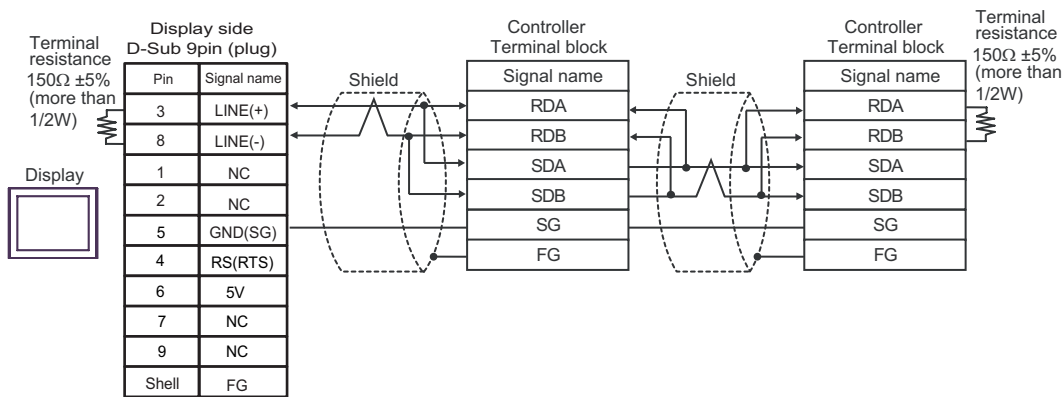 Terminal
resistance
150Ω ±5%
(more than
1/2W)
Display
Display side
D-Sub 9pin (plug)
Pin Signal name
3 LINE(+)
8 LINE(-)
1 NC
2 NC
5 GND(SG)
4 RS(RTS)
6 5V
7 NC
9 NC
Shell FG
Shield
Controller
Terminal block
Signal name
RDA
RDB
SDA
SDB
SG
FG
Shield
Controller
Terminal block
Signal name
RDA
RDB
SDA
SDB
SG
FG
Terminal
resistance
150Ω ±5%
(more than
1/2W)